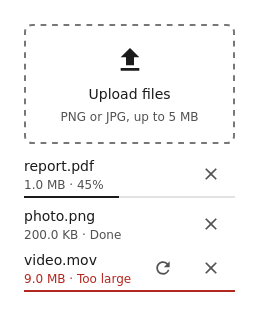 Upload files
PNG or JPG, up to 5 MB
report.pdf
1.0 MB · 45%
photo.png
200.0 KB · Done
video.mov
9.0 MB · Too large